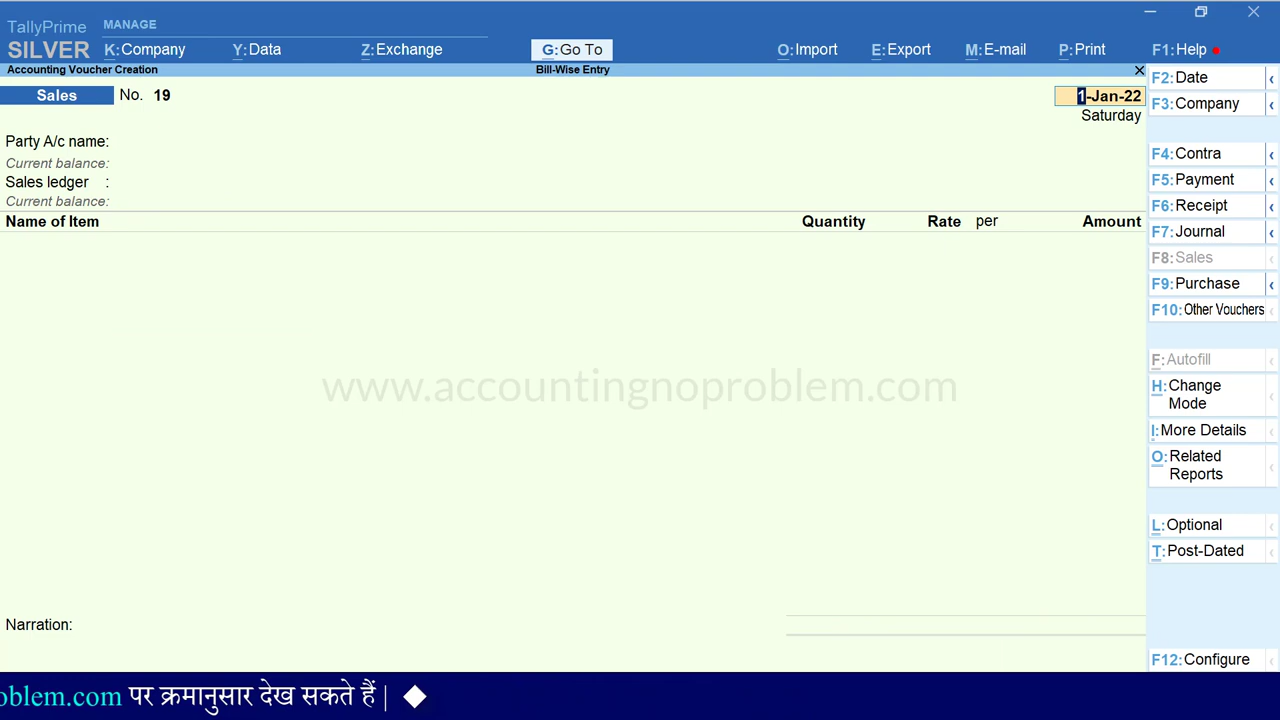 TallyPrime MANAGE
SILVER K:Company Y:Data Z:Exchange G:Go To O:Import E:Export M:E-mail P:Print F1:Help
Accounting Voucher Creation Bill-Wise Entry
Sales No. 19 1-Jan-22
Saturday
Party A/c name:
Current balance:
Sales ledger :
Current balance:
Name of Item Quantity Rate per Amount
www.accountingnoproblem.com
Narration:
F2:Date
F3:Company
F4:Contra
F5:Payment
F6:Receipt
F7:Journal
F8:Sales
F9:Purchase
F10:Other Vouchers
F:Autofill
H:Change
Mode
I:More Details
O:Related
Reports
L:Optional
T:Post-Dated
F12:Configure
oblem.com पर क्रमानुसार देख सकते हैं |